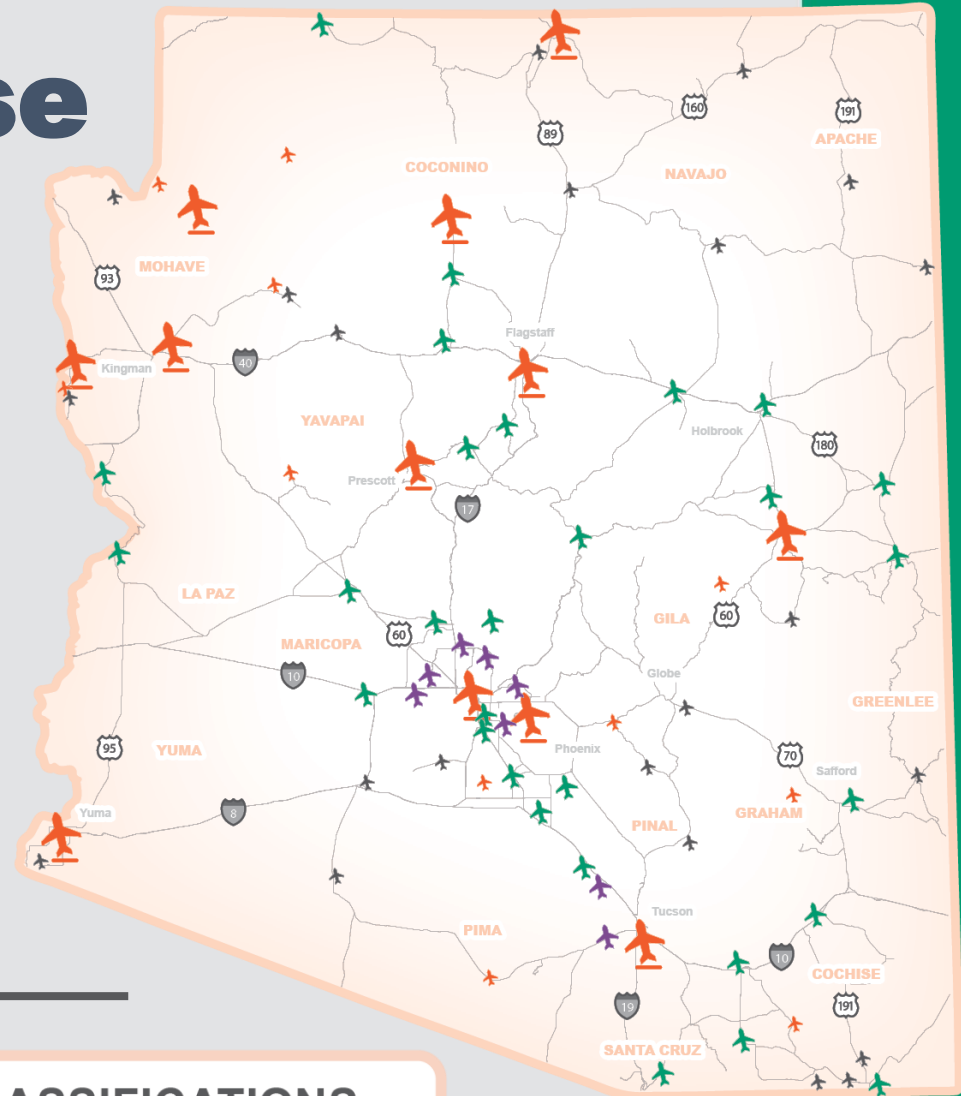 se
160
191
89
APACHE
COCONINO
NAVAJO
MOHAVE
93
Flagstaff
Kingman
40
YAVAPAI
Holbrook
180
Prescott
17
LA PAZ
GILA
60
60
MARICOPA
Globe
10
GREENLEE
95
YUMA
Phoenix
70
Safford
Yuma
8
GRAHAM
PINAL
Tucson
PIMA
10
COCHISE
19
191
SANTA CRUZ
ASSIFICATIONS